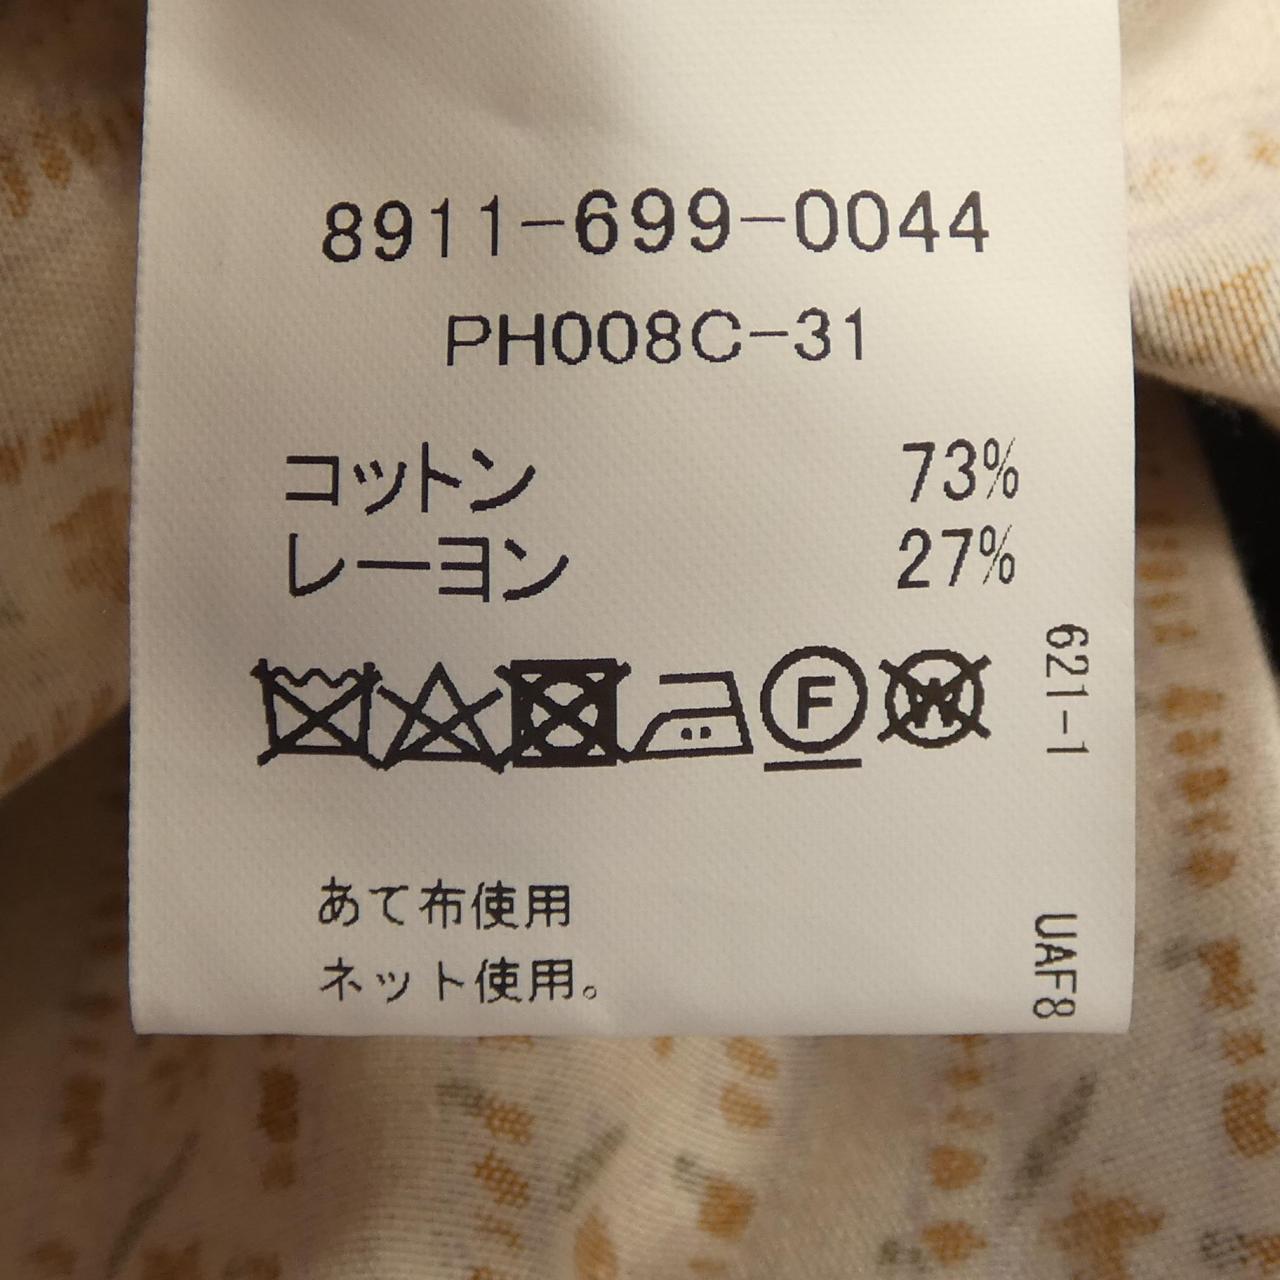 8911-699-0044
PH008C-31
コットン 73%
レーヨン 27%
F W
621-1
あて布使用
ネット使用。
UAF8